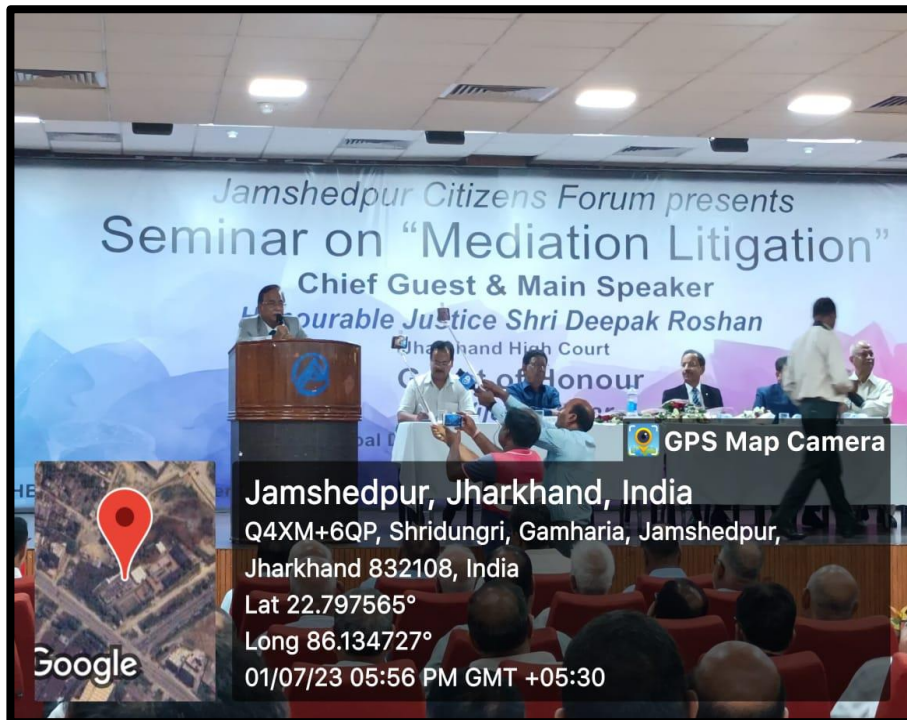 Jamshedpur Citizens Forum presents
Seminar on "Mediation Litigation"
Chief Guest & Main Speaker
Justice Shri Deepak Roshan
High Court
Honour
GPS Map Camera
Jamshedpur, Jharkhand, India
Q4XM+6QP, Shridungri, Gamharia, Jamshedpur,
Jharkhand 832108, India
Lat 22.797565°
Long 86.134727°
01/07/23 05:56 PM GMT +05:30
Google